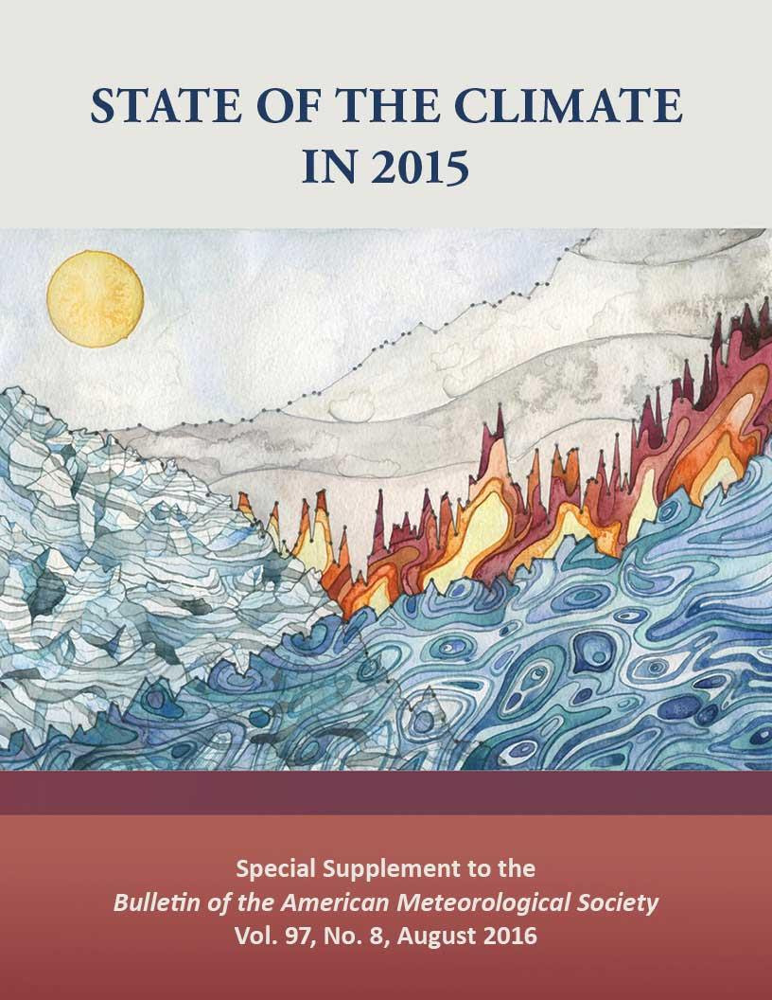 STATE OF THE CLIMATE
IN 2015
Special Supplement to the
Bulletin of the American Meteorological Society
Vol. 97, No. 8, August 2016